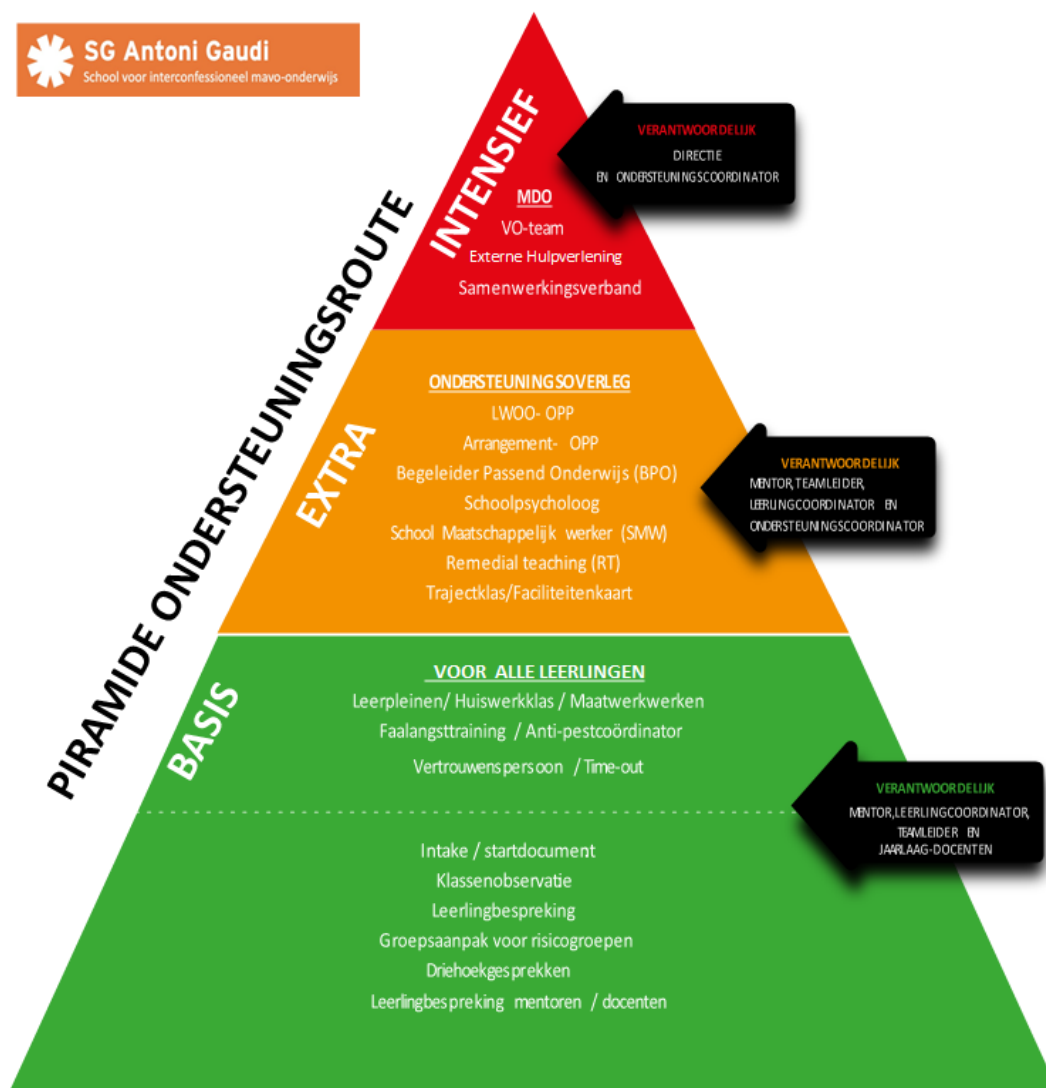 SG Antoni Gaudi
School voor interconfessioneel mavo-onderwijs
PIRAMIDE ONDERSTEUNINGSROUTE
INTENSIEF
MDO
VO-team
Externe Hulpverlening
Samenwerkingsverband
VERANTWOORDELIJK
DIRECTIE
EN ONDERSTEUNINGSCOORDINATOR
EXTRA
ONDERSTEUNINGSOVERLEG
LWOO- OPP
Arrangement- OPP
Begeleider Passend Onderwijs (BPO)
Schoolpsycholoog
School Maatschappelijk werker (SMW)
Remedial teaching (RT)
Trajectklas/Faciliteitenkaart
VERANTWOORDELIJK
MENTOR, TEAMLEIDER,
LEERLINGCOORDINATOR EN
ONDERSTEUNINGSCOORDINATOR
BASIS
VOOR ALLE LEERLINGEN
Leerpleinen/ Huiswerkklas / Maatwerkwerken
Faalangsttraining / Anti-pestcoördinator
Vertrouwenspersoon / Time-out
VERANTWOORDELIJK
MENTOR, LEERLINGCOORDINATOR,
TEAMLEIDER EN
JAARLAAG-DOCENTEN
Intake / startdocument
Klassenobservatie
Leerlingbespreking
Groepsaanpak voor risicogroepen
Driehoekgesprekken
Leerlingbespreking mentoren / docenten